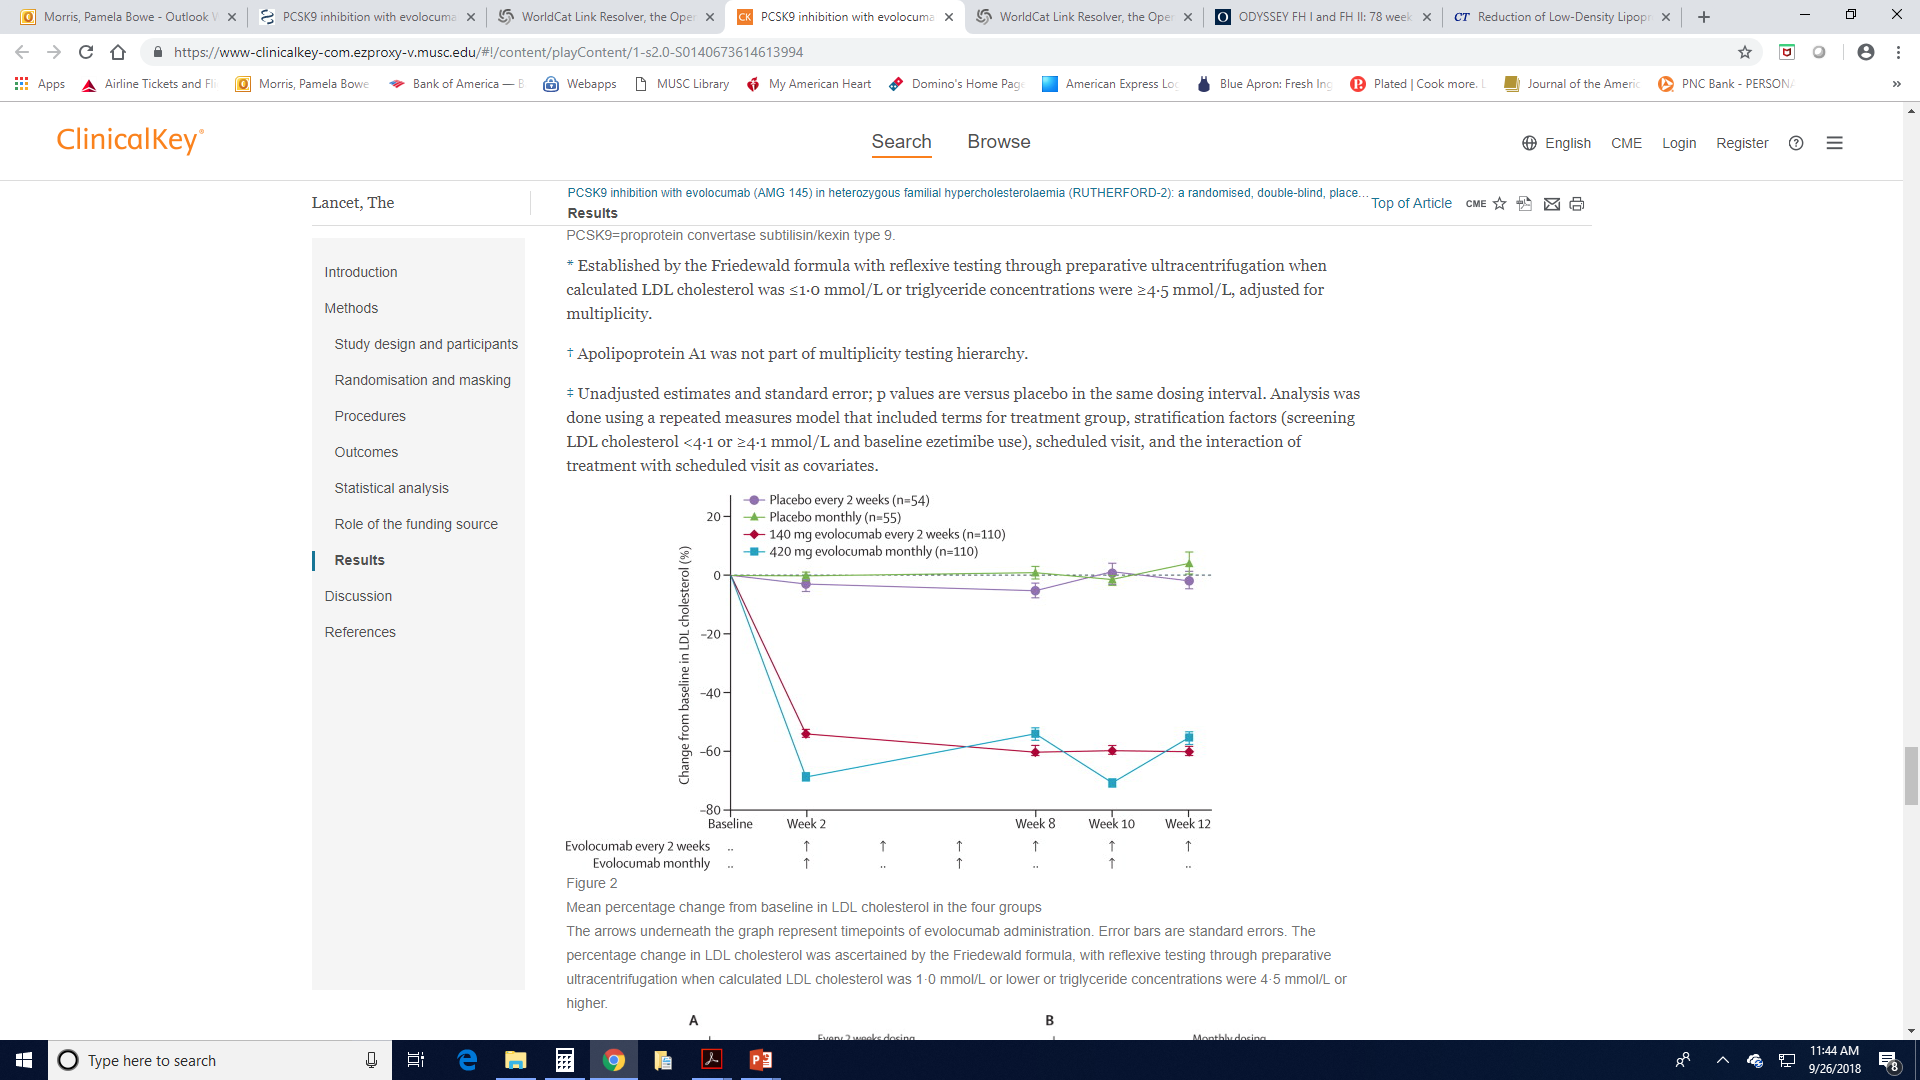 Morris, Pamela Bowe - Outlook
PCSK9 inhibition with evolocuma
WorldCat Link Resolver, the Oper
PCSK9 inhibition with evolocuma
WorldCat Link Resolver, the Oper
ODYSSEY FH I and FH II: 78 week
CT Reduction of Low-Density Lipopr
https://www-clinicalkey-com.ezproxy-v.musc.edu/#!/content/playContent/1-s2.0-S0140673614613994
Apps
Airline Tickets and Fli
Morris, Pamela Bowe
Bank of America — B
Webapps
MUSC Library
My American Heart
Domino's Home Page
American Express Log
Blue Apron: Fresh Ing
Plated | Cook more. L
Journal of the Americ
PNC Bank - PERSONA
»
ClinicalKey®
Search
Browse
English
CME
Login
Register
Lancet, The
PCSK9 inhibition with evolocumab (AMG 145) in heterozygous familial hypercholesterolaemia (RUTHERFORD-2): a randomised, double-blind, place...
Results
Top of Article
CME
Introduction
Methods
Study design and participants
Randomisation and masking
Procedures
Outcomes
Statistical analysis
Role of the funding source
Results
Discussion
References
PCSK9=proprotein convertase subtilisin/kexin type 9.
* Established by the Friedewald formula with reflexive testing through preparative ultracentrifugation when
calculated LDL cholesterol was ≤1·0 mmol/L or triglyceride concentrations were ≥4·5 mmol/L, adjusted for
multiplicity.
† Apolipoprotein A1 was not part of multiplicity testing hierarchy.
‡ Unadjusted estimates and standard error; p values are versus placebo in the same dosing interval. Analysis was
done using a repeated measures model that included terms for treatment group, stratification factors (screening
LDL cholesterol <4·1 or ≥4·1 mmol/L and baseline ezetimibe use), scheduled visit, and the interaction of
treatment with scheduled visit as covariates.
Placebo every 2 weeks (n=54)
Placebo monthly (n=55)
140 mg evolocumab every 2 weeks (n=110)
420 mg evolocumab monthly (n=110)
Change from baseline in LDL cholesterol (%)
20
0
–20
–40
–60
–80
Baseline
Week 2
Week 8
Week 10
Week 12
Evolocumab every 2 weeks .. ↑ ↑ ↑ ↑ ↑ ↑
Evolocumab monthly .. ↑ .. ↑ .. ↑ ..
Figure 2
Mean percentage change from baseline in LDL cholesterol in the four groups
The arrows underneath the graph represent timepoints of evolocumab administration. Error bars are standard errors. The
percentage change in LDL cholesterol was ascertained by the Friedewald formula, with reflexive testing through preparative
ultracentrifugation when calculated LDL cholesterol was 1·0 mmol/L or lower or triglyceride concentrations were 4·5 mmol/L or
higher.
A
B
Every 2 weeks dosing
Monthly dosing
Type here to search
11:44 AM
9/26/2018
8